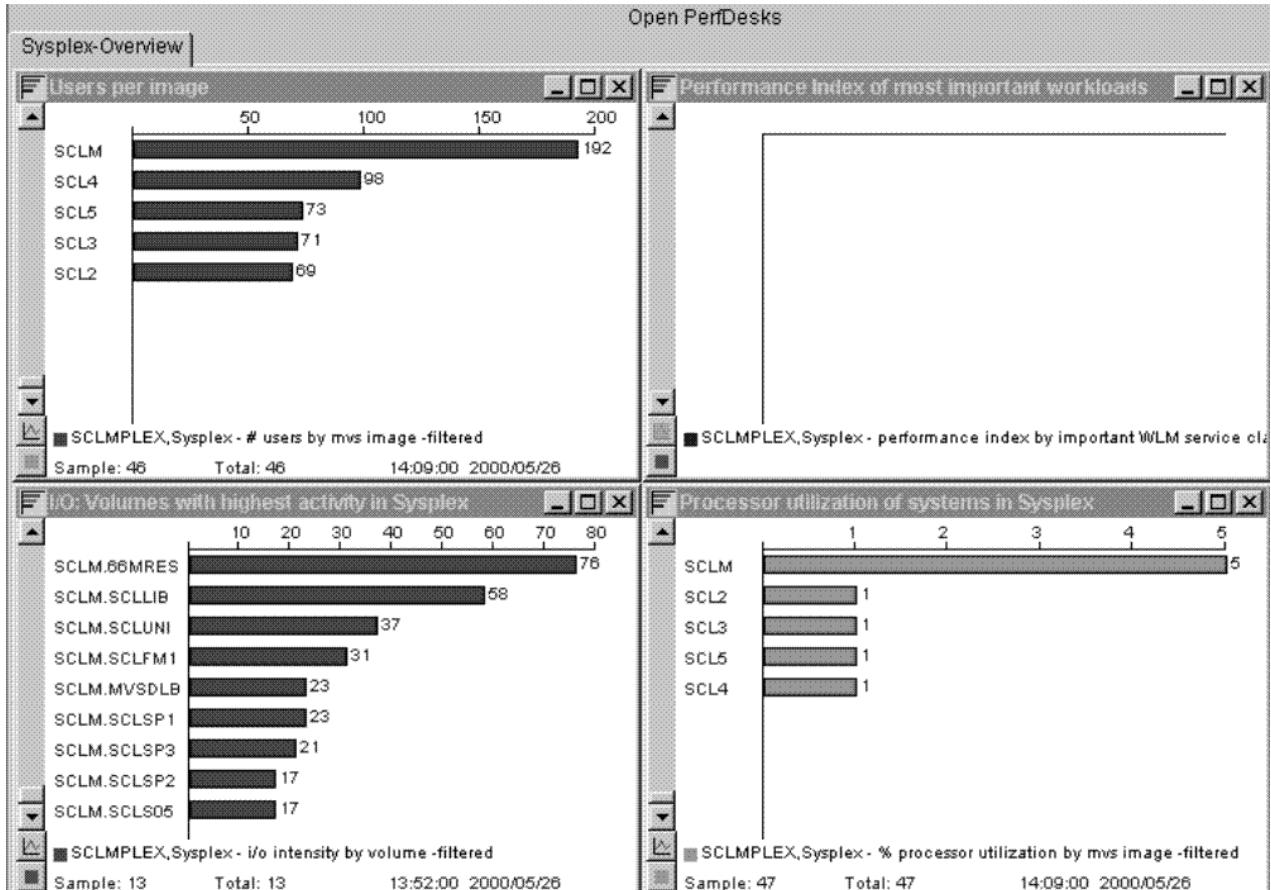 Open PerfDesks
Sysplex-Overview
Users per image
50 100 150 200
SCLM 192
SCL4 98
SCL5 73
SCL3 71
SCL2 69
SCLMPLEX,Sysplex - # users by mvs image -filtered
Sample: 46 Total: 46 14:09:00 2000/05/26
Performance Index of most important workloads
SCLMPLEX,Sysplex - performance index by important WLM service cla
I/O: Volumes with highest activity in Sysplex
10 20 30 40 50 60 70 80
SCLM.66MRES 76
SCLM.SCLLIB 58
SCLM.SCLUNI 37
SCLM.SCLFM1 31
SCLM.MVSDLB 23
SCLM.SCLSP1 23
SCLM.SCLSP3 21
SCLM.SCLSP2 17
SCLM.SCLS05 17
SCLMPLEX,Sysplex - i/o intensity by volume -filtered
Sample: 13 Total: 13 13:52:00 2000/05/26
Processor utilization of systems in Sysplex
1 2 3 4 5
SCLM 5
SCL2 1
SCL3 1
SCL5 1
SCL4 1
SCLMPLEX,Sysplex - % processor utilization by mvs image -filtered
Sample: 47 Total: 47 14:09:00 2000/05/26